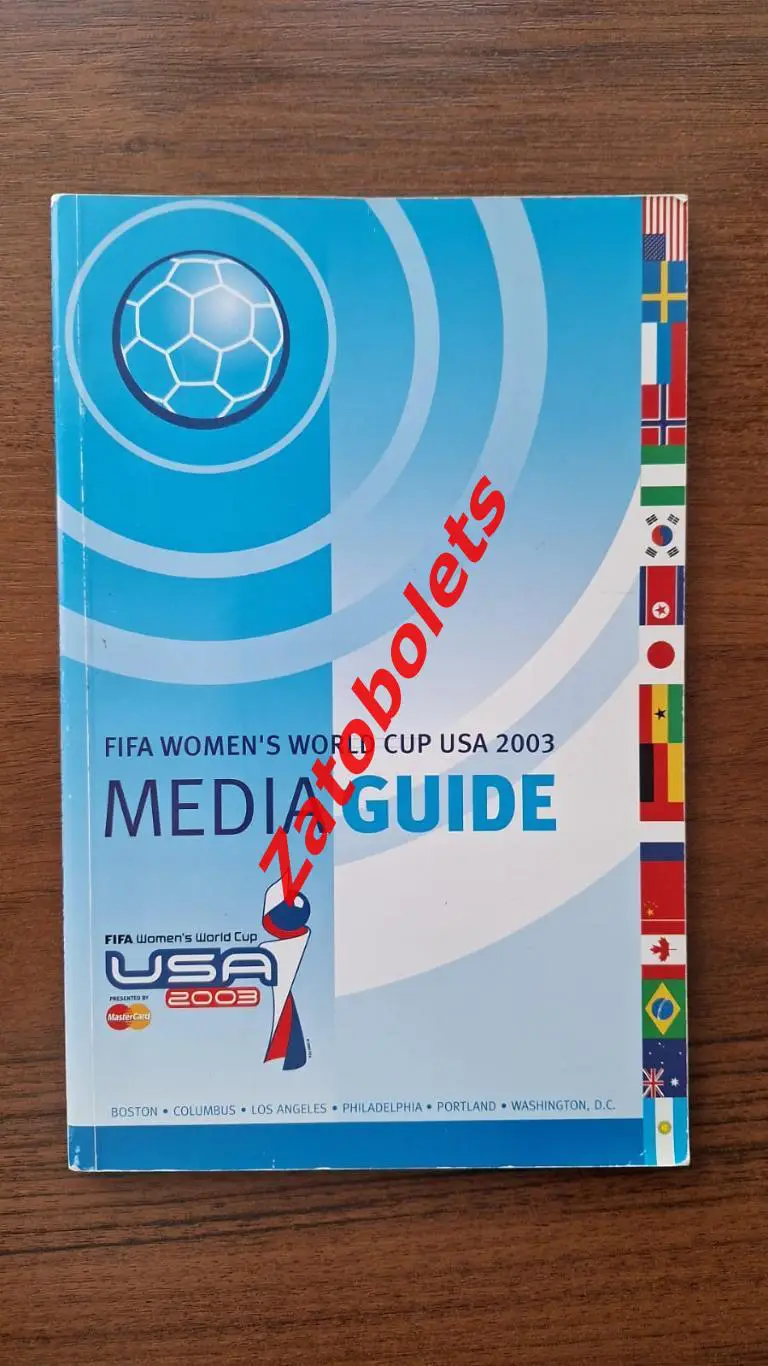 FIFA WOMEN'S WORLD CUP USA 2003
MEDIA GUIDE
Zatobolets
FIFA Women's World Cup
USA
2003
PRESENTED BY
MasterCard
BOSTON • COLUMBUS • LOS ANGELES • PHILADELPHIA • PORTLAND • WASHINGTON, D.C.